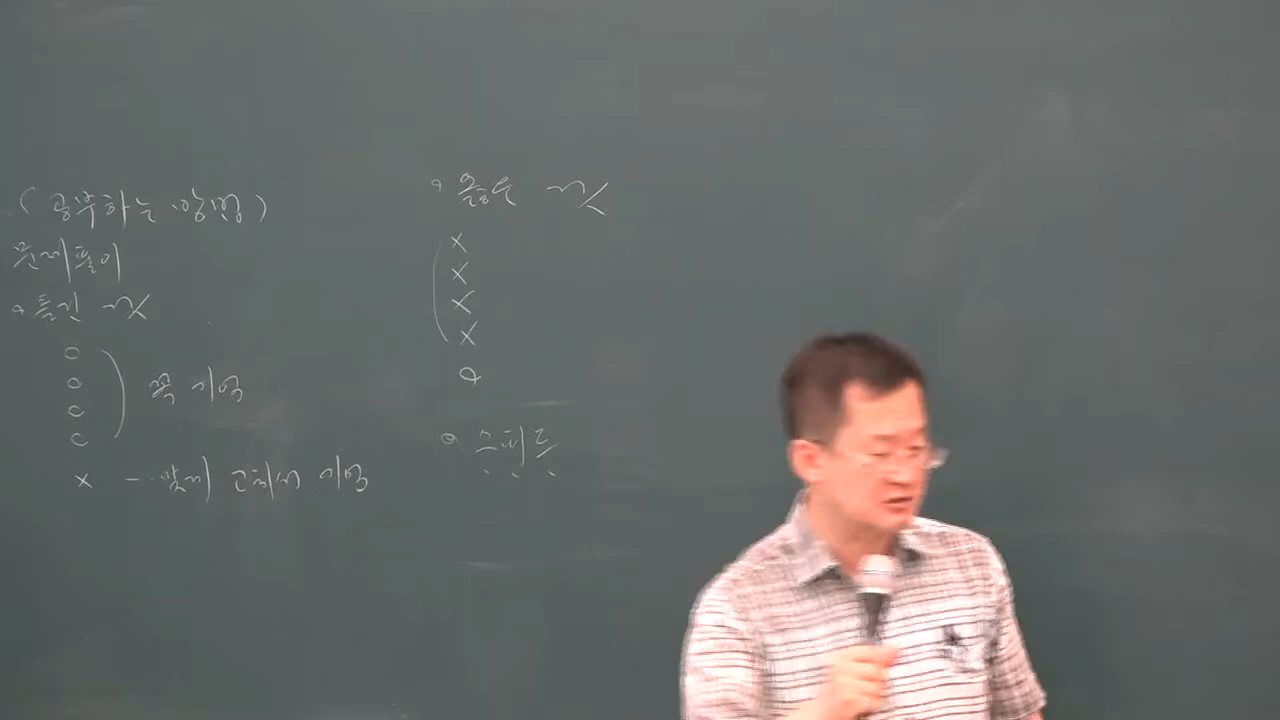 (공부하는 방법)
문제풀이
o 틀린
o
o
o
o
꼭 기억
x - 맞게 고쳐서 기억
o 옳은
x
x
x
x
o
o 스피드